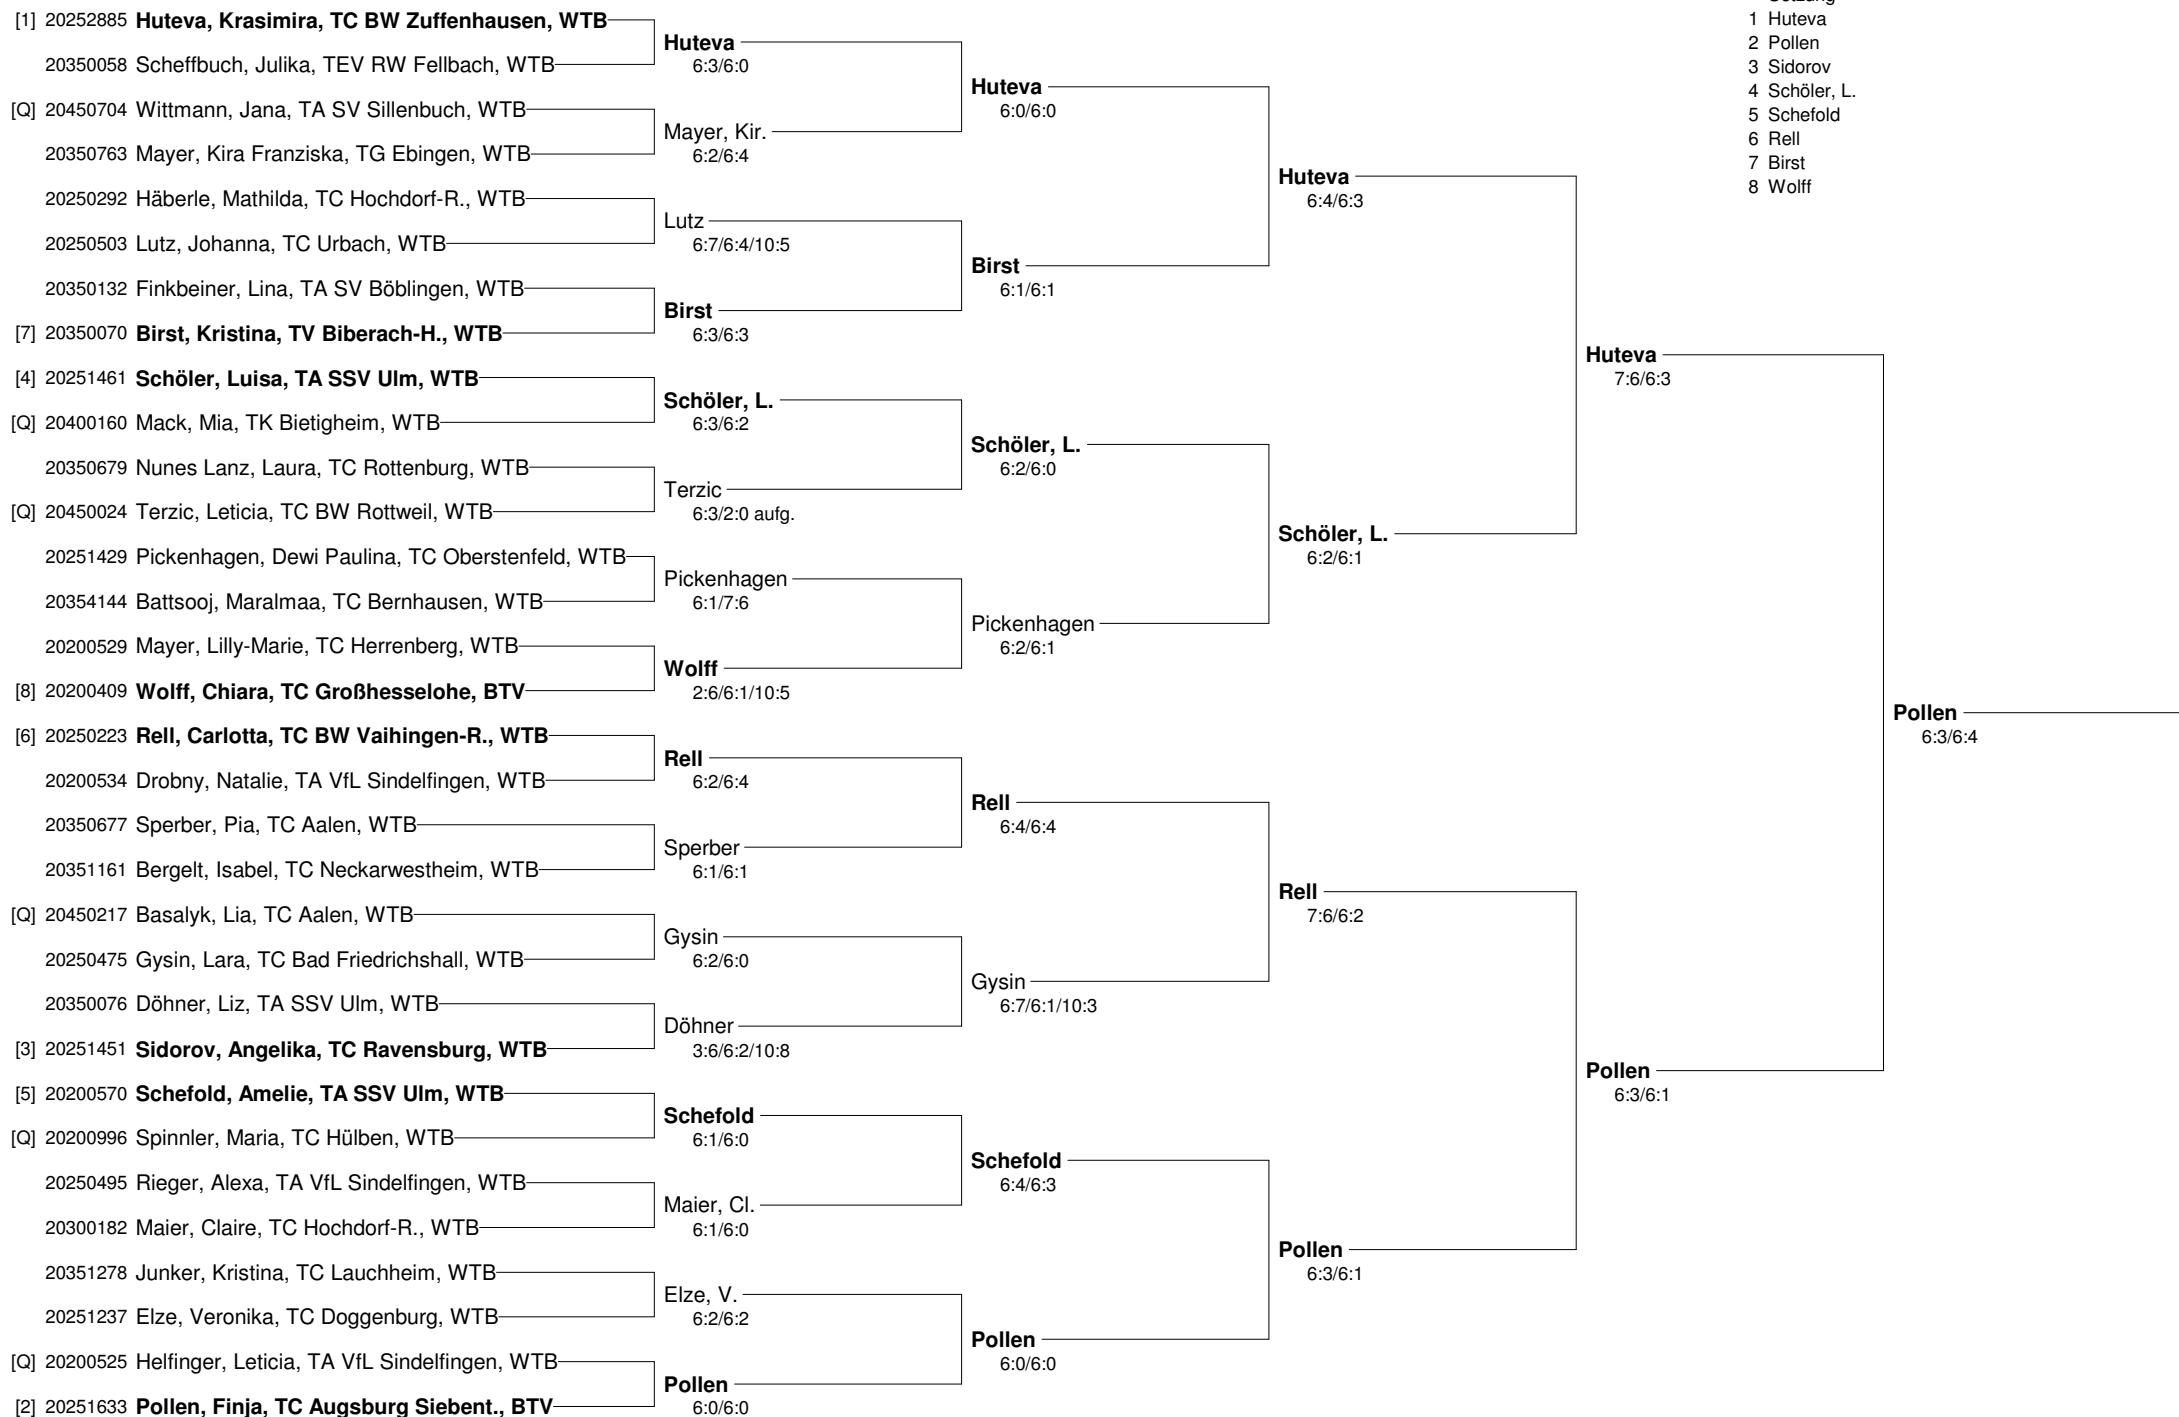 [1] 20252885 Huteva, Krasimira, TC BW Zuffenhausen, WTB
20350058 Scheffbuch, Julika, TEV RW Fellbach, WTB
[Q] 20450704 Wittmann, Jana, TA SV Sillenbuch, WTB
20350763 Mayer, Kira Franziska, TG Ebingen, WTB
20250292 Häberle, Mathilda, TC Hochdorf-R., WTB
20250503 Lutz, Johanna, TC Urbach, WTB
20350132 Finkbeiner, Lina, TA SV Böblingen, WTB
[7] 20350070 Birst, Kristina, TV Biberach-H., WTB
[4] 20251461 Schöler, Luisa, TA SSV Ulm, WTB
[Q] 20400160 Mack, Mia, TK Bietigheim, WTB
20350679 Nunes Lanz, Laura, TC Rottenburg, WTB
[Q] 20450024 Terzic, Leticia, TC BW Rottweil, WTB
20251429 Pickenhagen, Dewi Paulina, TC Oberstenfeld, WTB
20354144 Battsooj, Maralmaa, TC Bernhausen, WTB
20200529 Mayer, Lilly-Marie, TC Herrenberg, WTB
[8] 20200409 Wolff, Chiara, TC Großhesselohe, BTV
[6] 20250223 Rell, Carlotta, TC BW Vaihingen-R., WTB
20200534 Drobny, Natalie, TA VfL Sindelfingen, WTB
20350677 Sperber, Pia, TC Aalen, WTB
20351161 Bergelt, Isabel, TC Neckarwestheim, WTB
[Q] 20450217 Basalyk, Lia, TC Aalen, WTB
20250475 Gysin, Lara, TC Bad Friedrichshall, WTB
20350076 Döhner, Liz, TA SSV Ulm, WTB
[3] 20251451 Sidorov, Angelika, TC Ravensburg, WTB
[5] 20200570 Schefold, Amelie, TA SSV Ulm, WTB
[Q] 20200996 Spinnler, Maria, TC Hülben, WTB
20250495 Rieger, Alexa, TA VfL Sindelfingen, WTB
20300182 Maier, Claire, TC Hochdorf-R., WTB
20351278 Junker, Kristina, TC Lauchheim, WTB
20251237 Elze, Veronika, TC Doggenburg, WTB
[Q] 20200525 Helfinger, Leticia, TA VfL Sindelfingen, WTB
[2] 20251633 Pollen, Finja, TC Augsburg Siebent., BTV
Huteva
6:3/6:0
Mayer, Kir.
6:2/6:4
Lutz
6:7/6:4/10:5
Birst
6:3/6:3
Schöler, L.
6:3/6:2
Terzic
6:3/2:0 aufg.
Pickenhagen
6:1/7:6
Wolff
2:6/6:1/10:5
Rell
6:2/6:4
Sperber
6:1/6:1
Gysin
6:2/6:0
Döhner
3:6/6:2/10:8
Schefold
6:1/6:0
Maier, Cl.
6:1/6:0
Elze, V.
6:2/6:2
Pollen
6:0/6:0
Huteva
6:0/6:0
Birst
6:1/6:1
Schöler, L.
6:2/6:0
Pickenhagen
6:2/6:1
Rell
6:4/6:4
Gysin
6:7/6:1/10:3
Schefold
6:4/6:3
Pollen
6:0/6:0
Huteva
6:4/6:3
Schöler, L.
6:2/6:1
Rell
7:6/6:2
Pollen
6:3/6:1
Huteva
7:6/6:3
Pollen
6:3/6:1
Pollen
6:3/6:4
1 Huteva
2 Pollen
3 Sidorov
4 Schöler, L.
5 Schefold
6 Rell
7 Birst
8 Wolff